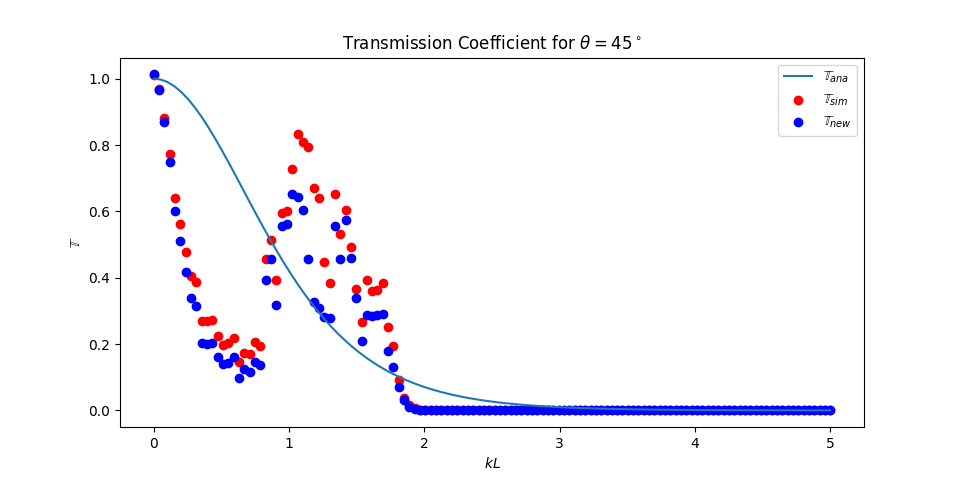 Transmission Coefficient for θ = 45°
𝕋ana
𝕋sim
𝕋new
1.0
0.8
0.6
0.4
0.2
0.0
𝕋
0 1 2 3 4 5
kL